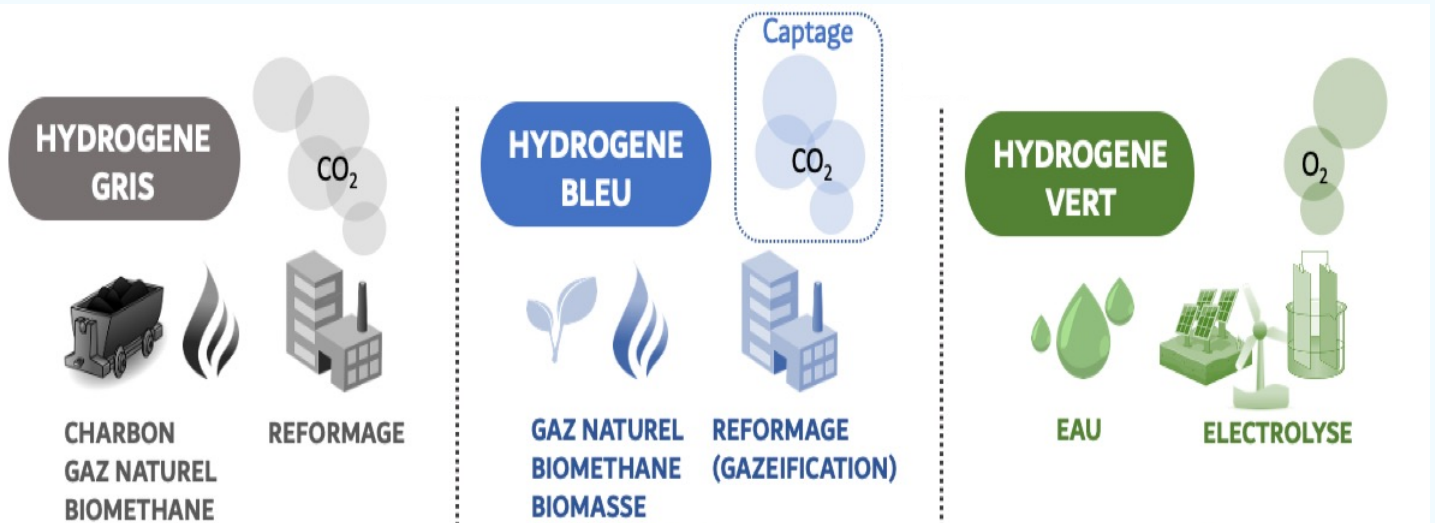 HYDROGENE
GRIS
CO₂
CHARBON
GAZ NATUREL
BIOMETHANE
REFORMAGE
HYDROGENE
BLEU
Captage
CO₂
GAZ NATUREL
BIOMETHANE
BIOMASSE
REFORMAGE
(GAZEIFICATION)
HYDROGENE
VERT
O₂
EAU
ELECTROLYSE